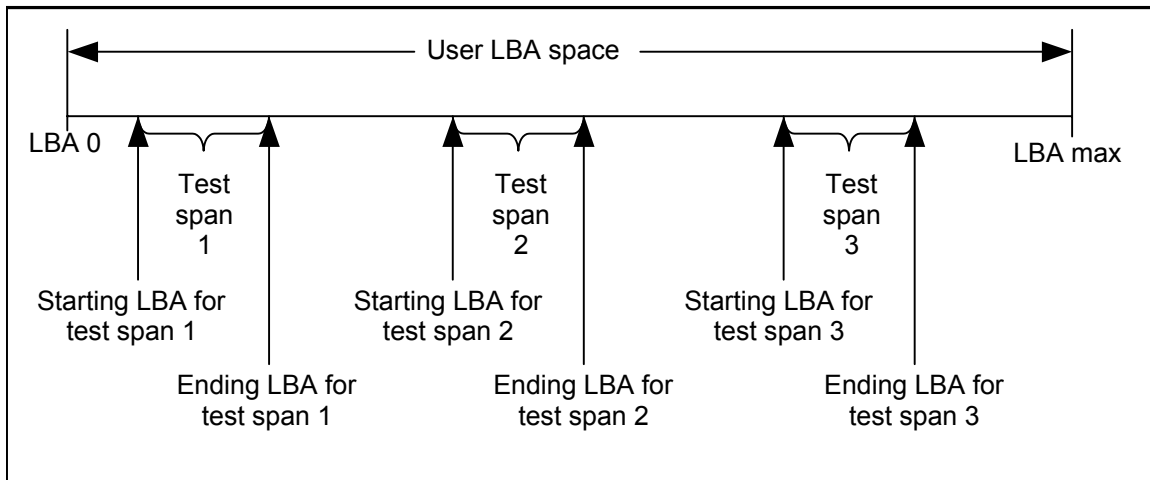 User LBA space
LBA 0
LBA max
Test
span
1
Test
span
2
Test
span
3
Starting LBA for
test span 1
Starting LBA for
test span 2
Starting LBA for
test span 3
Ending LBA for
test span 1
Ending LBA for
test span 2
Ending LBA for
test span 3